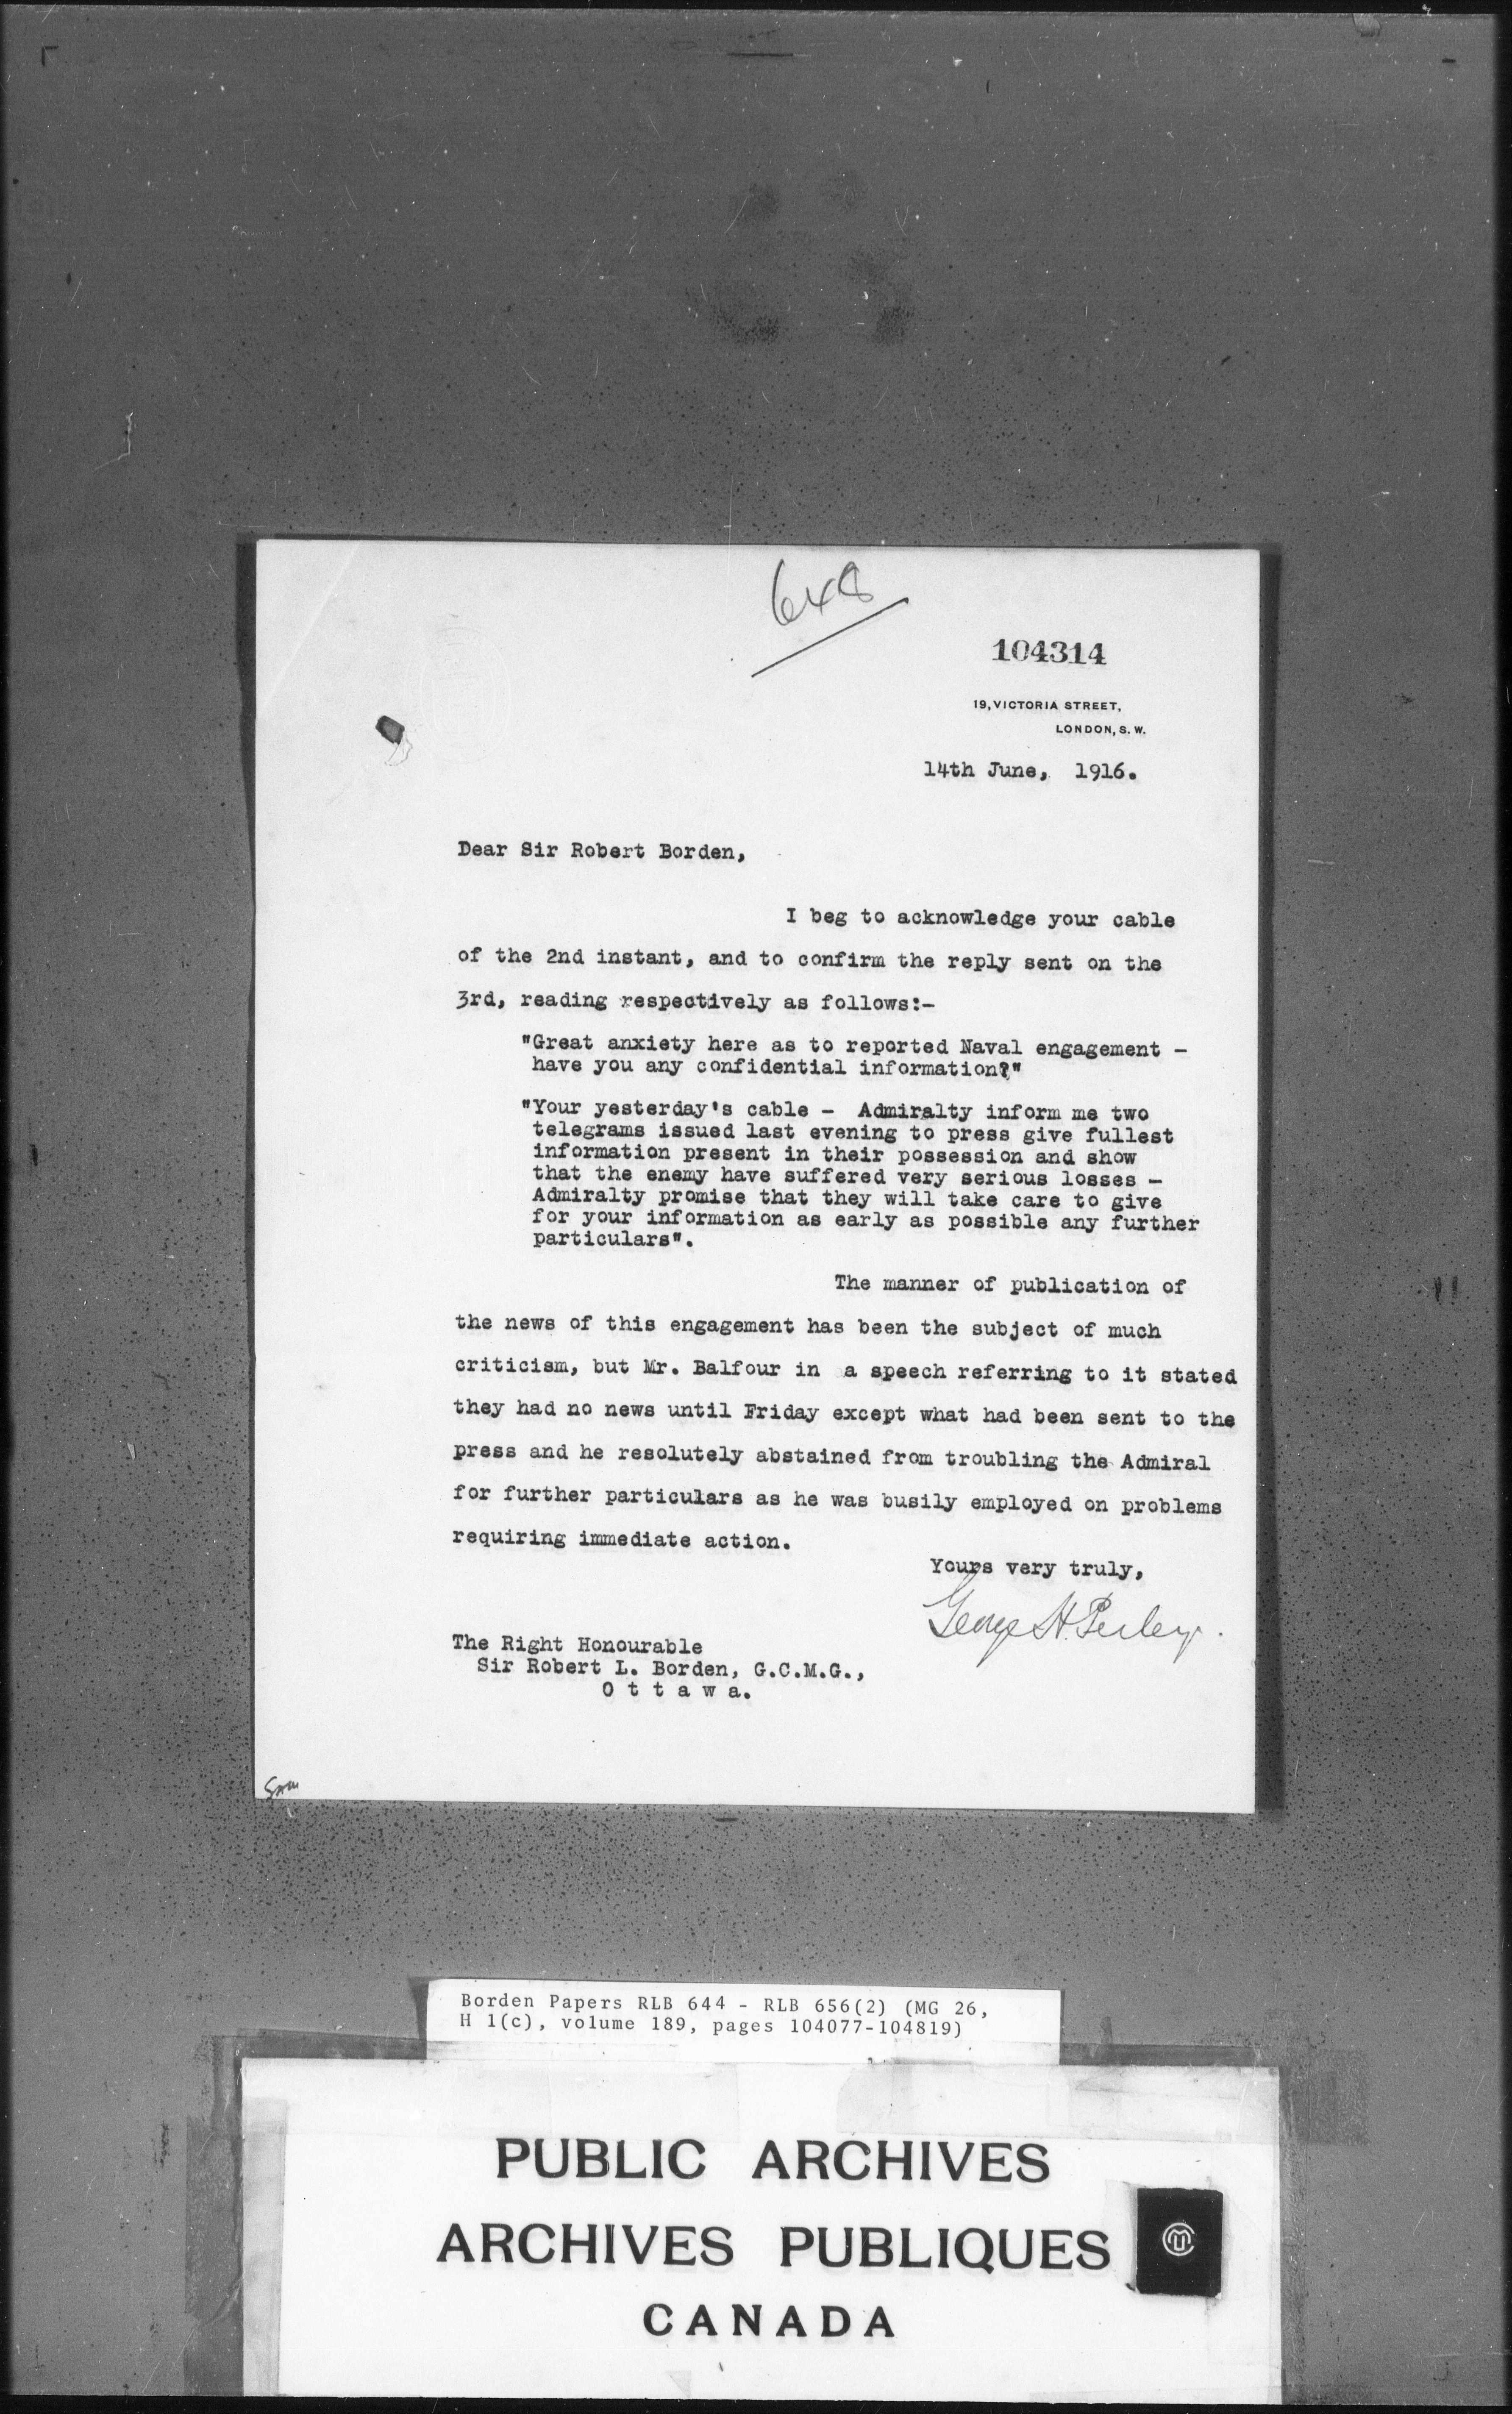 648
104314
19, VICTORIA STREET,
LONDON, S. W.
14th June, 1916.
Dear Sir Robert Borden,
I beg to acknowledge your cable
of the 2nd instant, and to confirm the reply sent on the
3rd, reading respectively as follows:-
"Great anxiety here as to reported Naval engagement -
have you any confidential information?"
"Your yesterday's cable - Admiralty inform me two
telegrams issued last evening to press give fullest
information present in their possession and show
that the enemy have suffered very serious losses -
Admiralty promise that they will take care to give
for your information as early as possible any further
particulars".
The manner of publication of
the news of this engagement has been the subject of much
criticism, but Mr. Balfour in a speech referring to it stated
they had no news until Friday except what had been sent to the
press and he resolutely abstained from troubling the Admiral
for further particulars as he was busily employed on problems
requiring immediate action.
Yours very truly,
George H. Perley.
The Right Honourable
Sir Robert L. Borden, G.C.M.G.,
O t t a w a.
Borden Papers RLB 644 - RLB 656(2) (MG 26,
H 1(c), volume 189, pages 104077-104819)
PUBLIC ARCHIVES
ARCHIVES PUBLIQUES
CANADA